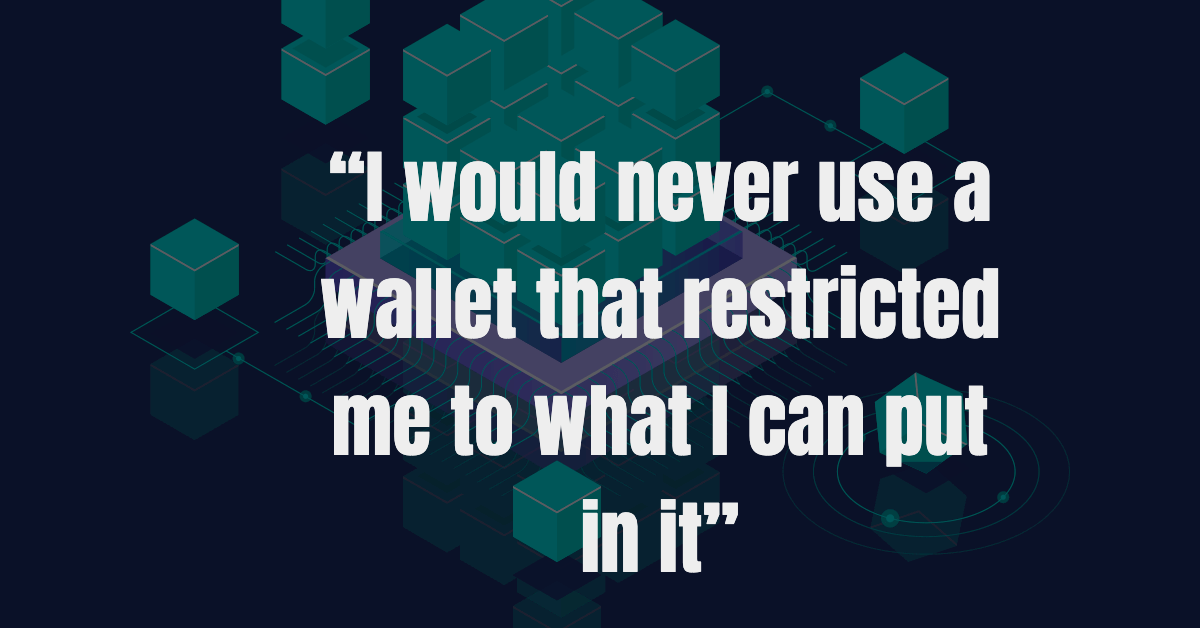 “I would never use a
wallet that restricted
me to what I can put
in it”